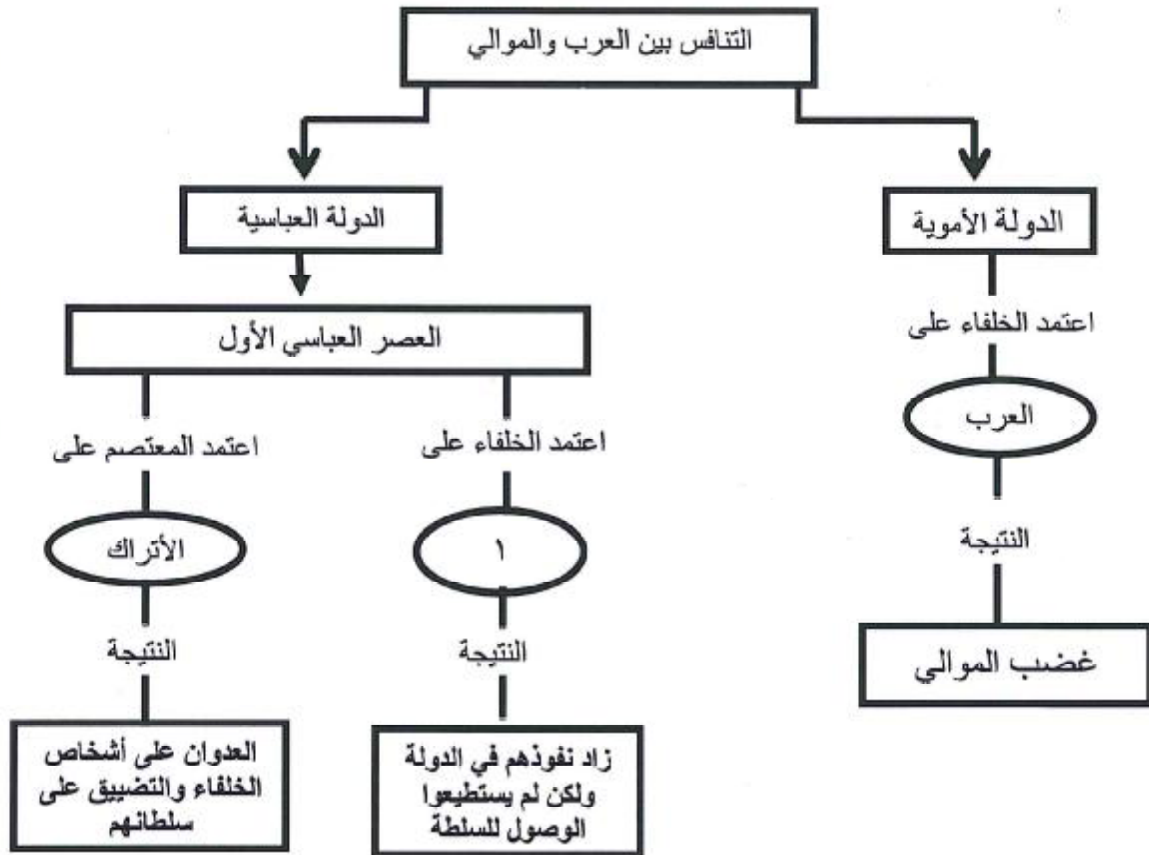 التنافس بين العرب والموالي
الدولة الأموية
اعتمد الخلفاء على
العرب
النتيجة
غضب الموالي
الدولة العباسية
العصر العباسي الأول
اعتمد الخلفاء على
١
النتيجة
زاد نفوذهم في الدولة
ولكن لم يستطيعوا
الوصول للسلطة
اعتمد المعتصم على
الأتراك
النتيجة
العدوان على أشخاص
الخلفاء والتضييق على
سلطانهم